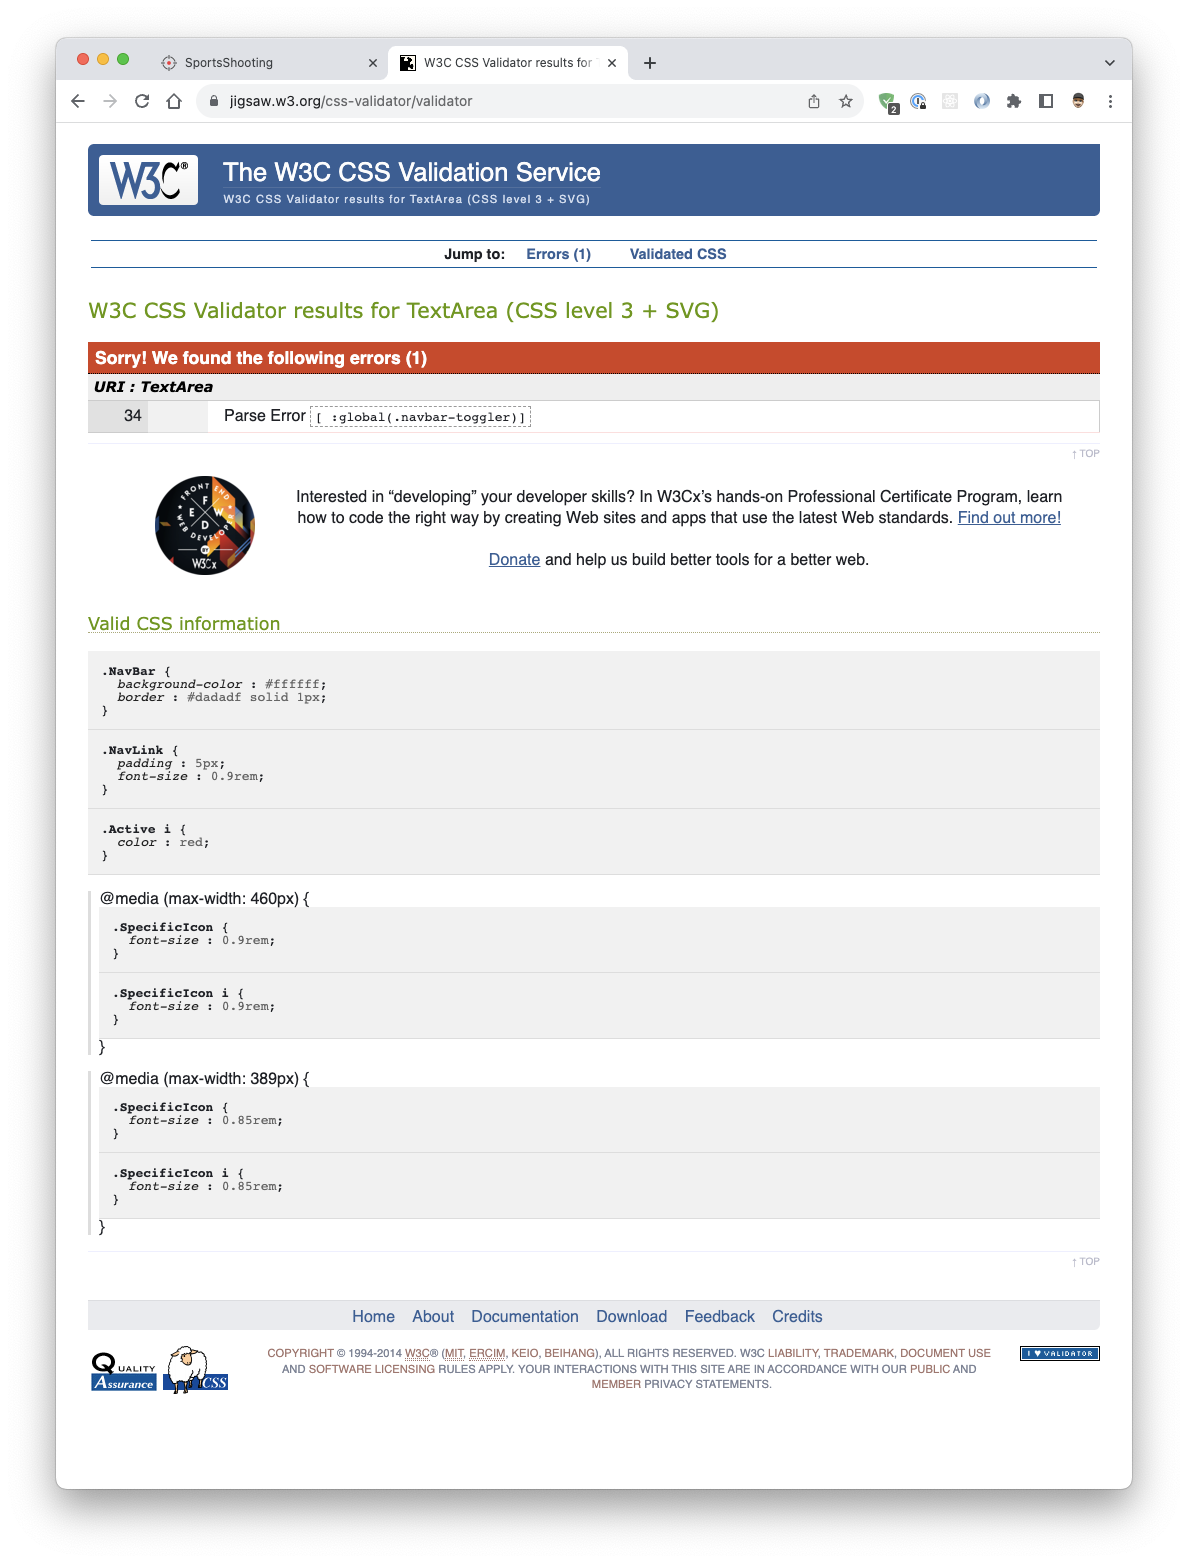 SportsShooting
W3C CSS Validator results for
jigsaw.w3.org/css-validator/validator
2
W3C®
The W3C CSS Validation Service
W3C CSS Validator results for TextArea (CSS level 3 + SVG)
Jump to: Errors (1) Validated CSS
W3C CSS Validator results for TextArea (CSS level 3 + SVG)
Sorry! We found the following errors (1)
URI : TextArea
34 Parse Error [ :global(.navbar-toggler)]
↑ TOP
FRONT END
F E W D
WEB DEVELOPER
BY
W3Cx
Interested in “developing” your developer skills? In W3Cx’s hands-on Professional Certificate Program, learn
how to code the right way by creating Web sites and apps that use the latest Web standards. Find out more!
Donate and help us build better tools for a better web.
Valid CSS information
.NavBar {
background-color : #ffffff;
border : #dadadf solid 1px;
}
.NavLink {
padding : 5px;
font-size : 0.9rem;
}
.Active i {
color : red;
}
@media (max-width: 460px) {
.SpecificIcon {
font-size : 0.9rem;
}
.SpecificIcon i {
font-size : 0.9rem;
}
}
@media (max-width: 389px) {
.SpecificIcon {
font-size : 0.85rem;
}
.SpecificIcon i {
font-size : 0.85rem;
}
}
↑ TOP
Home About Documentation Download Feedback Credits
QUALITY
Assurance
CSS
COPYRIGHT © 1994-2014 W3C® (MIT, ERCIM, KEIO, BEIHANG), ALL RIGHTS RESERVED. W3C LIABILITY, TRADEMARK, DOCUMENT USE
AND SOFTWARE LICENSING RULES APPLY. YOUR INTERACTIONS WITH THIS SITE ARE IN ACCORDANCE WITH OUR PUBLIC AND
MEMBER PRIVACY STATEMENTS.
I ♥ VALIDATOR